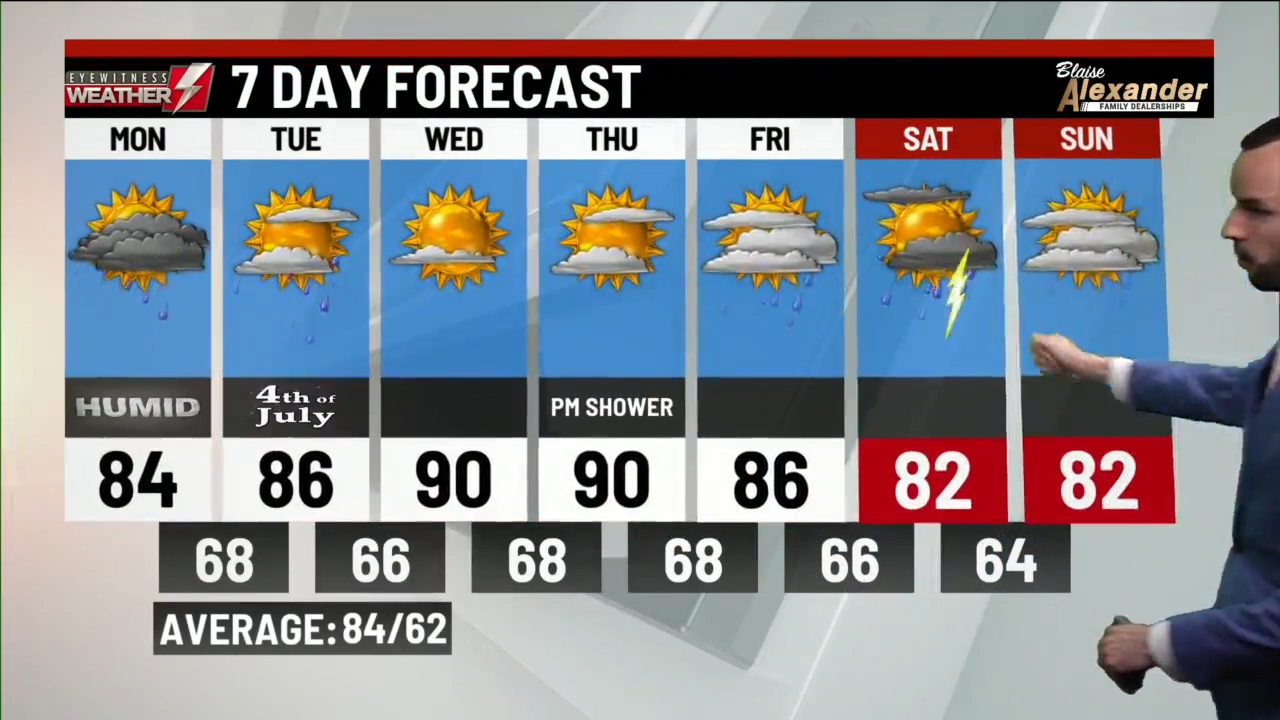 EYEWITNESS
WEATHER
7 DAY FORECAST
Blaise
Alexander
FAMILY DEALERSHIPS
MON TUE WED THU FRI SAT SUN
HUMID 4th of July PM SHOWER
84 86 90 90 86 82 82
68 66 68 68 66 64
AVERAGE: 84/62